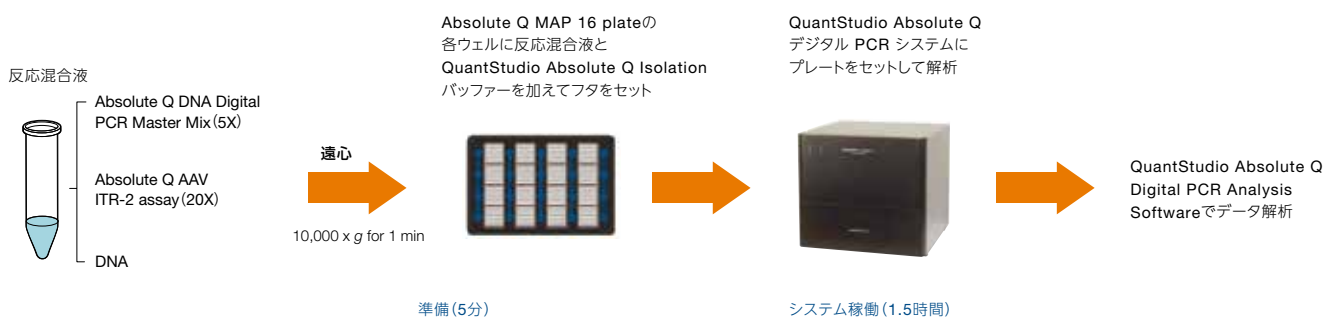 反応混合液
Absolute Q DNA Digital
PCR Master Mix（5X）
Absolute Q AAV
ITR-2 assay（20X）
DNA
遠心
10,000 x g for 1 min
Absolute Q MAP 16 plateの
各ウェルに反応混合液と
QuantStudio Absolute Q Isolation
バッファーを加えてフタをセット
準備（5分）
QuantStudio Absolute Q
デジタル PCR システムに
プレートをセットして解析
システム稼働（1.5時間）
QuantStudio Absolute Q
Digital PCR Analysis
Softwareでデータ解析